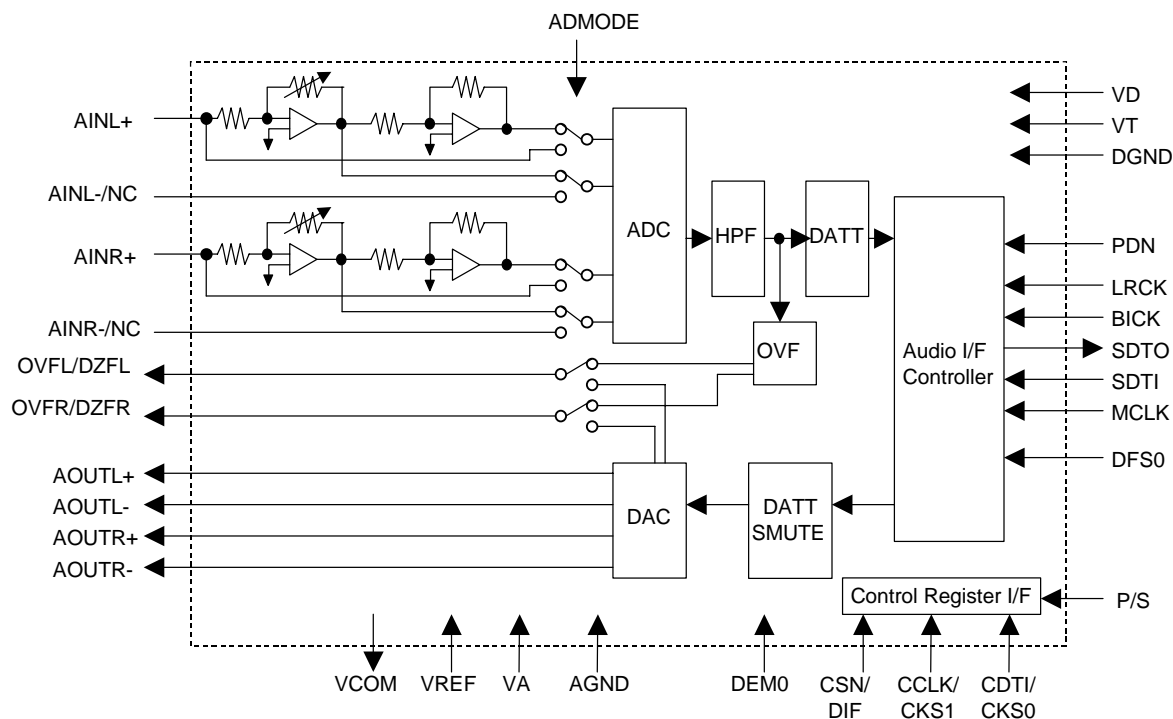 ADMODE
AINL+
AINL-/NC
AINR+
AINR-/NC
OVFL/DZFL
OVFR/DZFR
AOUTL+
AOUTL-
AOUTR+
AOUTR-
ADC
HPF
DATT
OVF
Audio I/F
Controller
DAC
DATT
SMUTE
Control Register I/F
VD
VT
DGND
PDN
LRCK
BICK
SDTO
SDTI
MCLK
DFS0
P/S
VCOM
VREF
VA
AGND
DEM0
CSN/
DIF
CCLK/
CKS1
CDTI/
CKS0